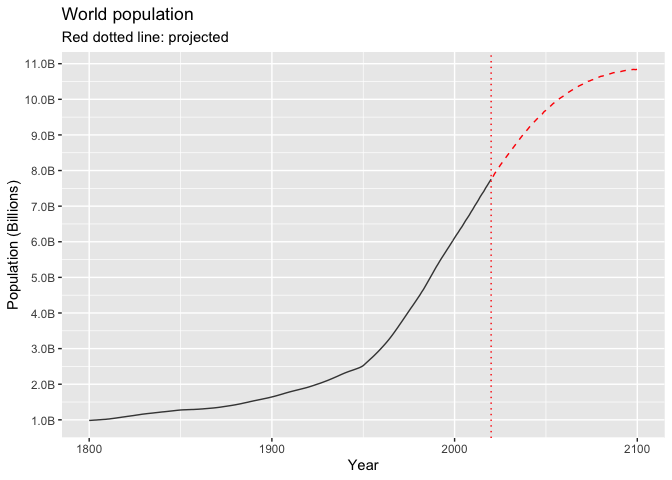 World population
Red dotted line: projected
11.0B
10.0B
9.0B
8.0B
7.0B
6.0B
5.0B
4.0B
3.0B
2.0B
1.0B
Population (Billions)
1800
1900
2000
2100
Year